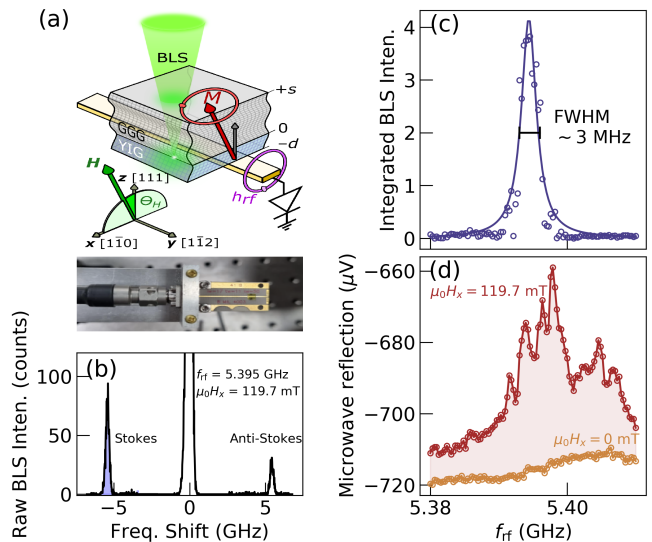 (a)
BLS
M
+s
0
−d
GGG
YIG
H
z [111]
Θ_H
h_rf
x [11̄0]
y [11̄2]
(b)
f_rf = 5.395 GHz
μ₀H_x = 119.7 mT
Stokes
Anti-Stokes
Raw BLS Inten. (counts)
100
50
0
−5
0
5
Freq. Shift (GHz)
(c)
FWHM
~ 3 MHz
Integrated BLS Inten.
4
3
2
1
0
(d)
μ₀H_x = 119.7 mT
μ₀H_x = 0 mT
Microwave reflection (μV)
−660
−680
−700
−720
5.38
5.40
f_rf (GHz)